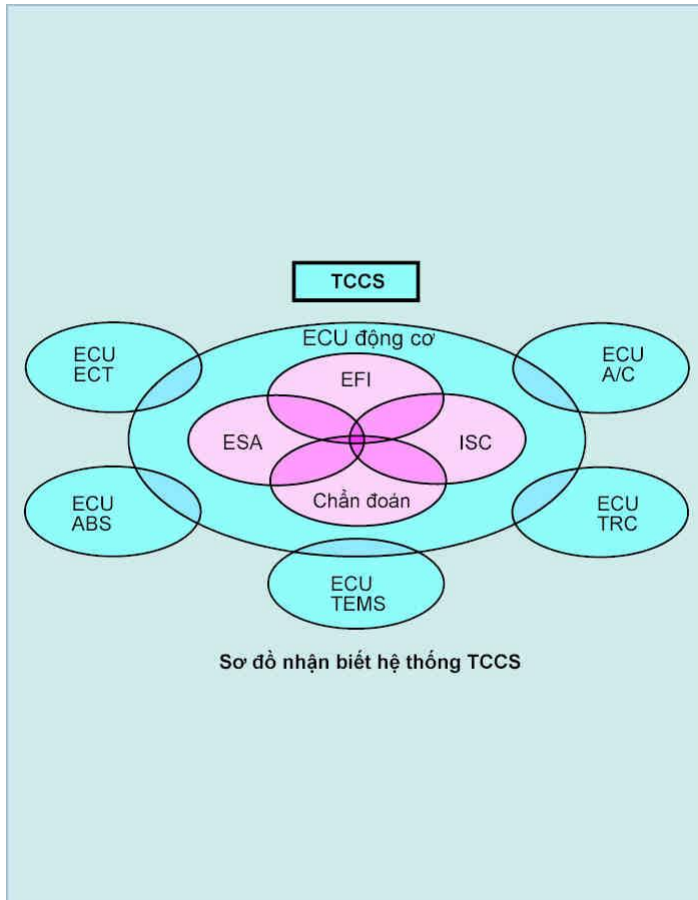 TCCS
ECU động cơ
ECU
ECT
EFI
ECU
A/C
ESA
ISC
Chẩn đoán
ECU
ABS
ECU
TRC
ECU
TEMS
Sơ đồ nhận biết hệ thống TCCS